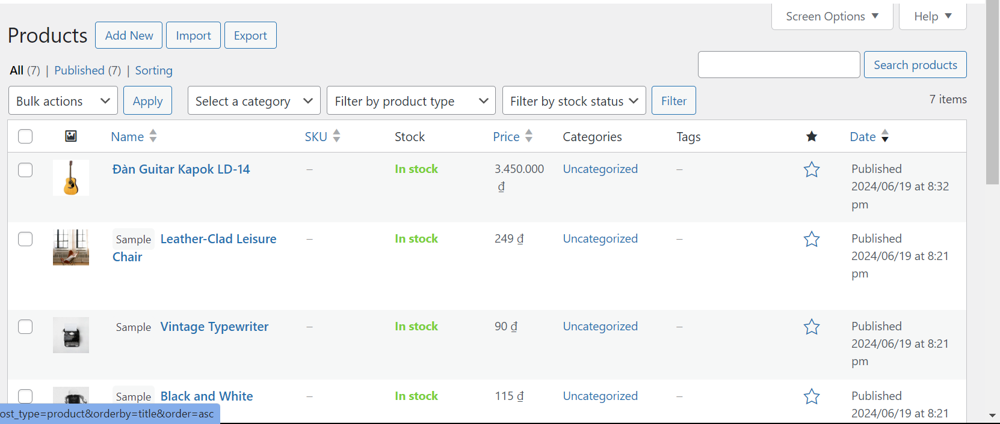 Screen Options Help
Products Add New Import Export
All (7) | Published (7) | Sorting
Search products
Bulk actions Apply Select a category Filter by product type Filter by stock status Filter 7 items
Name SKU Stock Price Categories Tags Date
Đàn Guitar Kapok LD-14 – In stock 3.450.000 Uncategorized – Published
₫ 2024/06/19 at 8:32
pm
Sample Leather-Clad Leisure – In stock 249 ₫ Uncategorized – Published
Chair 2024/06/19 at 8:21
pm
Sample Vintage Typewriter – In stock 90 ₫ Uncategorized – Published
2024/06/19 at 8:21
pm
Sample Black and White – In stock 115 ₫ Uncategorized – Published
ost_type=product&orderby=title&order=asc 2024/06/19 at 8:21